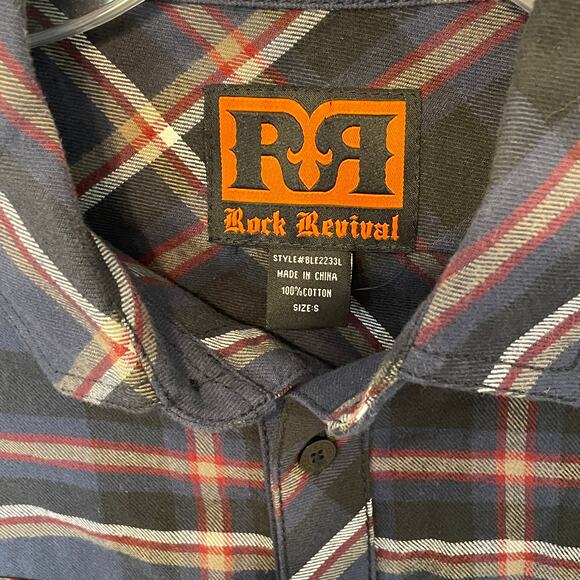 RR
Rock Revival
STYLE#BLE2233L
MADE IN CHINA
100%COTTON
SIZE:S